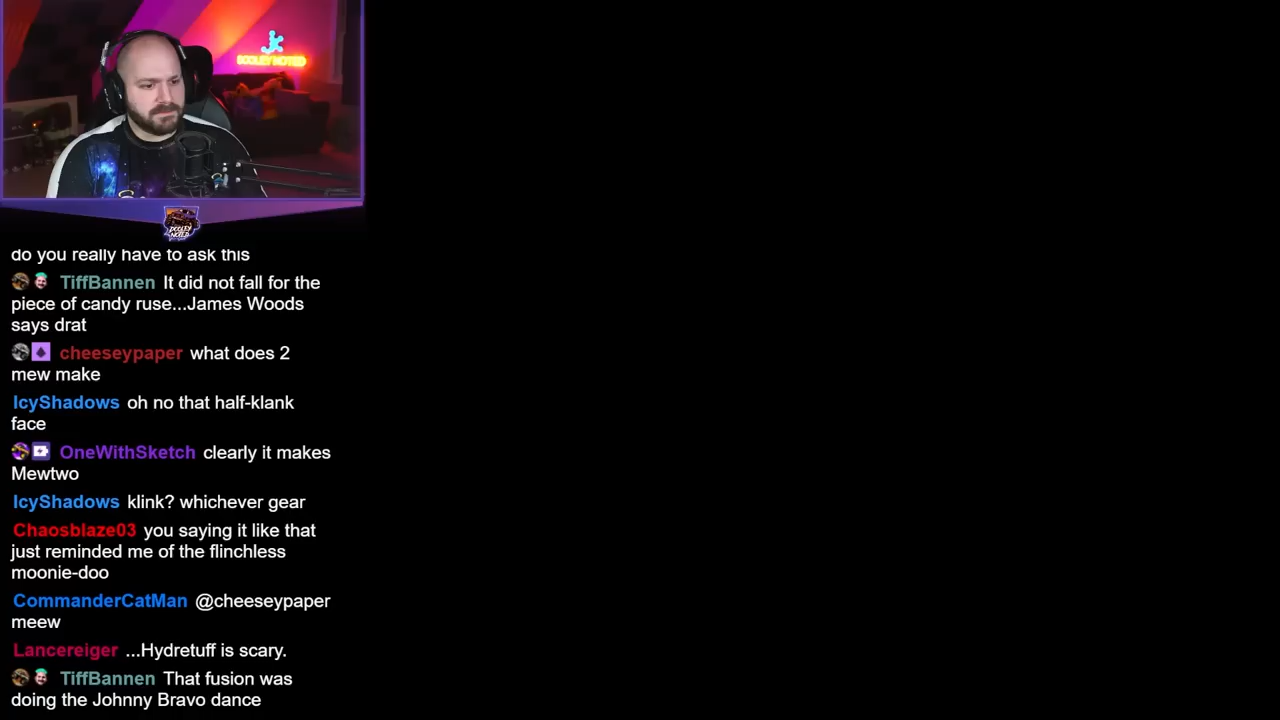 DOOLEY NOTED
DOOLEY
NOTED
do you really have to ask this
TiffBannen It did not fall for the
piece of candy ruse...James Woods
says drat
cheeseypaper what does 2
mew make
IcyShadows oh no that half-klank
face
OneWithSketch clearly it makes
Mewtwo
IcyShadows klink? whichever gear
Chaosblaze03 you saying it like that
just reminded me of the flinchless
moonie-doo
CommanderCatMan @cheeseypaper
meew
Lancereiger ...Hydretuff is scary.
TiffBannen That fusion was
doing the Johnny Bravo dance